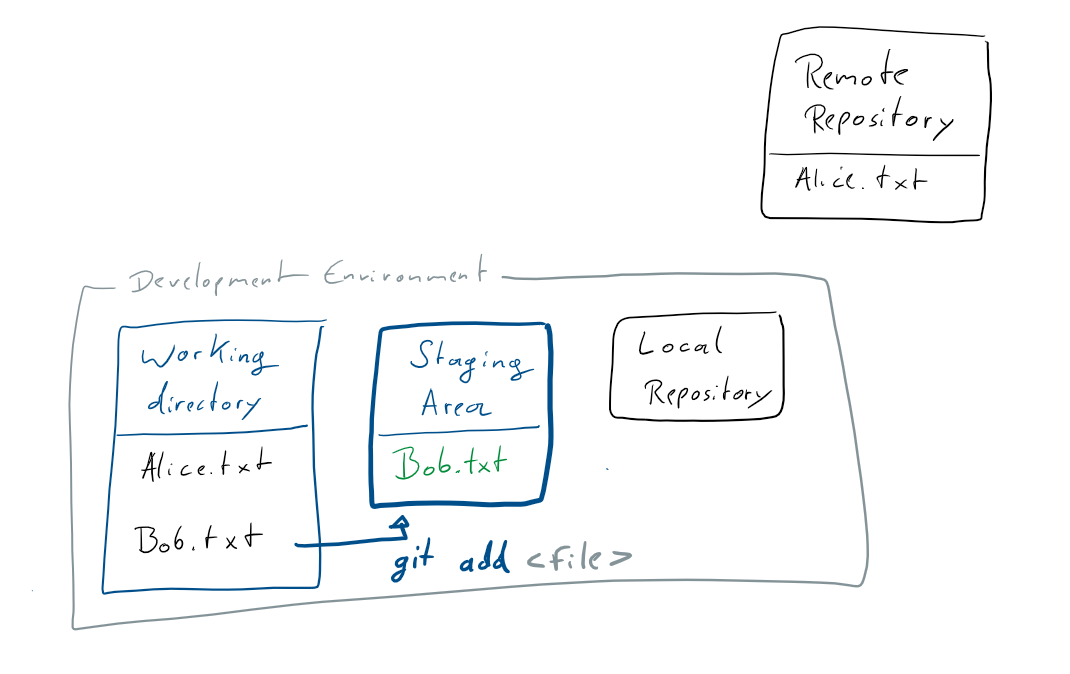 Remote
Repository
Alice.txt
Development Environment
Working
directory
Alice.txt
Bob.txt
Staging
Area
Bob.txt
git add <file>
Local
Repository